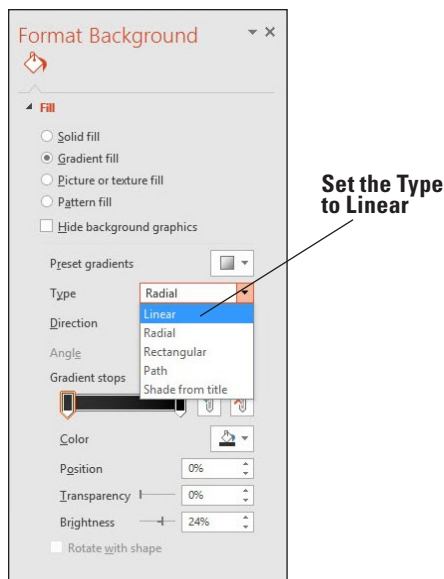 Format Background
Fill
Solid fill
Gradient fill
Picture or texture fill
Pattern fill
Hide background graphics
Preset gradients
Type Radial
Linear
Direction
Radial
Rectangular
Angle
Path
Gradient stops
Shade from title
Color
Position 0%
Transparency 0%
Brightness 24%
Rotate with shape
Set the Type
to Linear